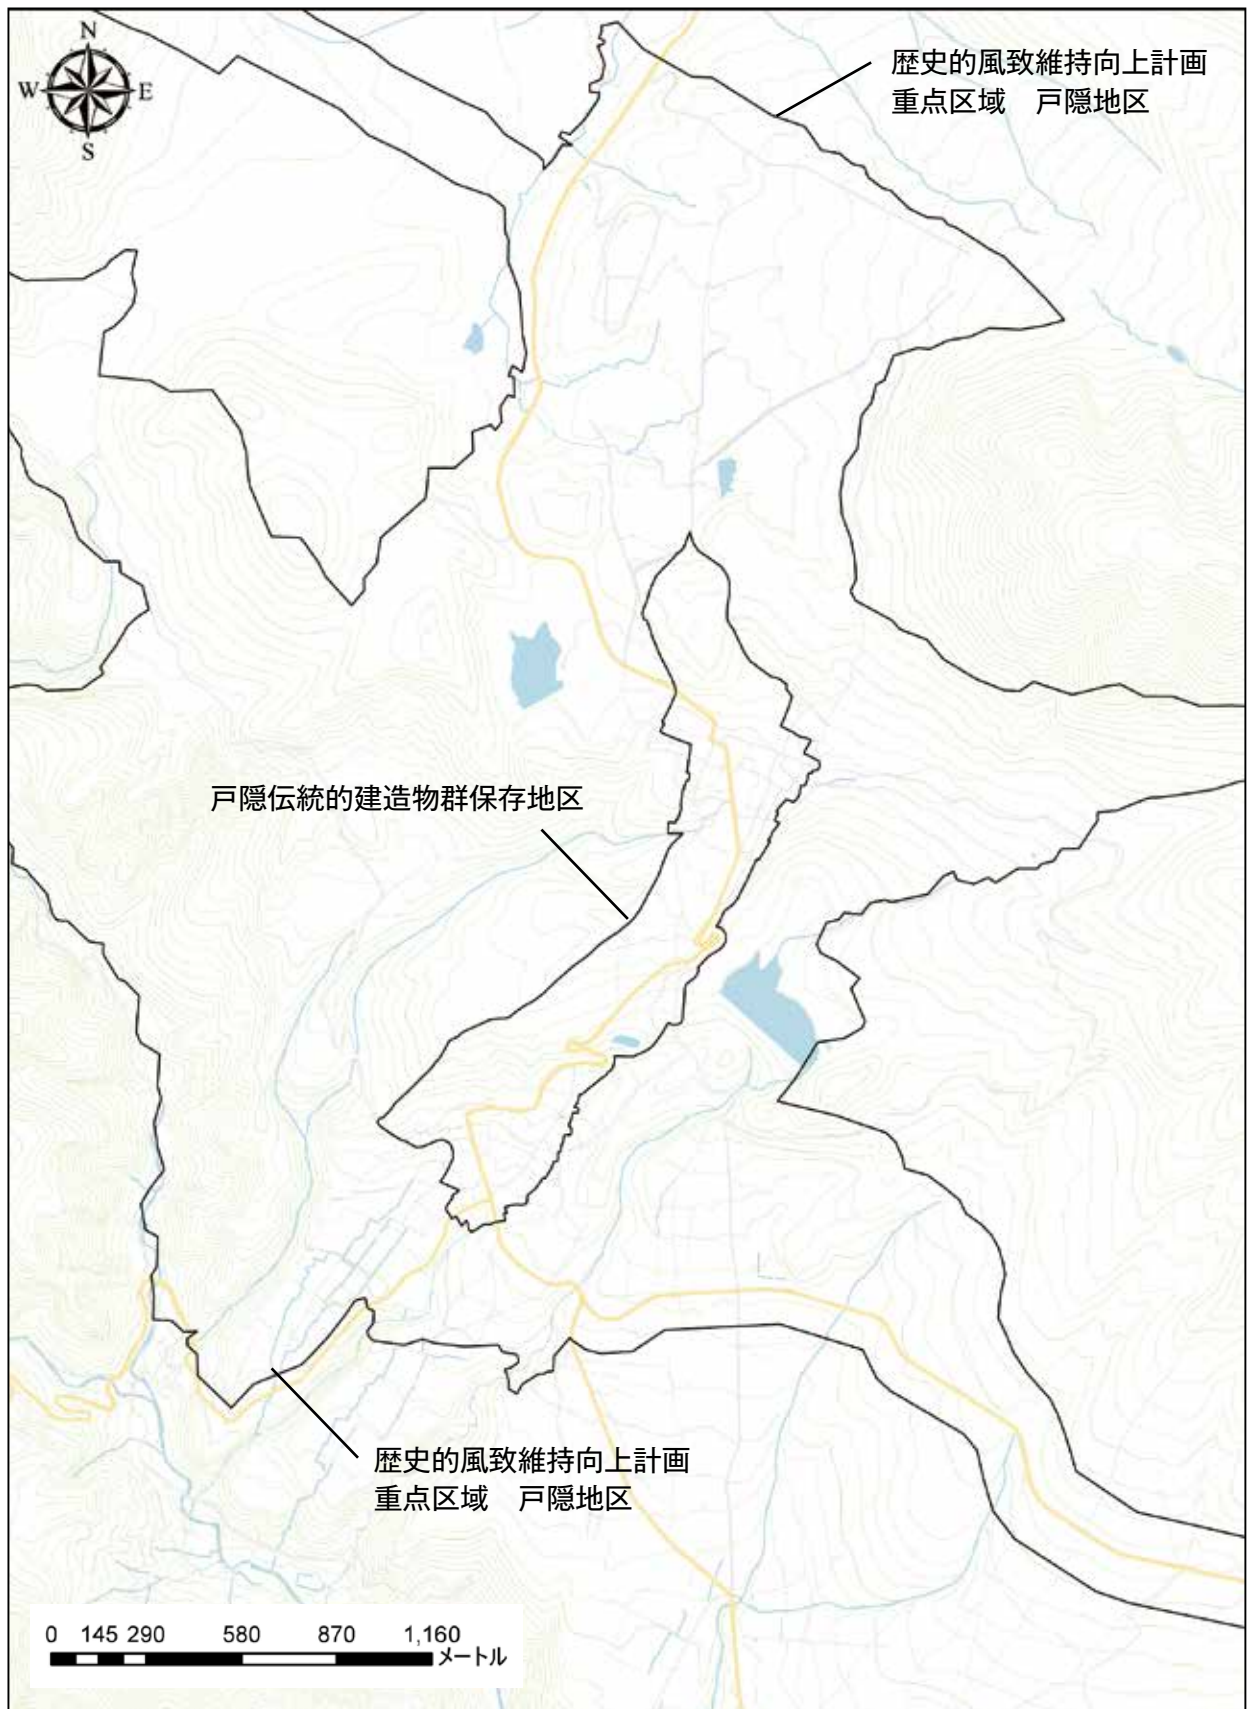 N
W E
S
歴史的風致維持向上計画
重点区域　戸隠地区
戸隠伝統的建造物群保存地区
歴史的風致維持向上計画
重点区域　戸隠地区
0 145 290 580 870 1,160
メートル